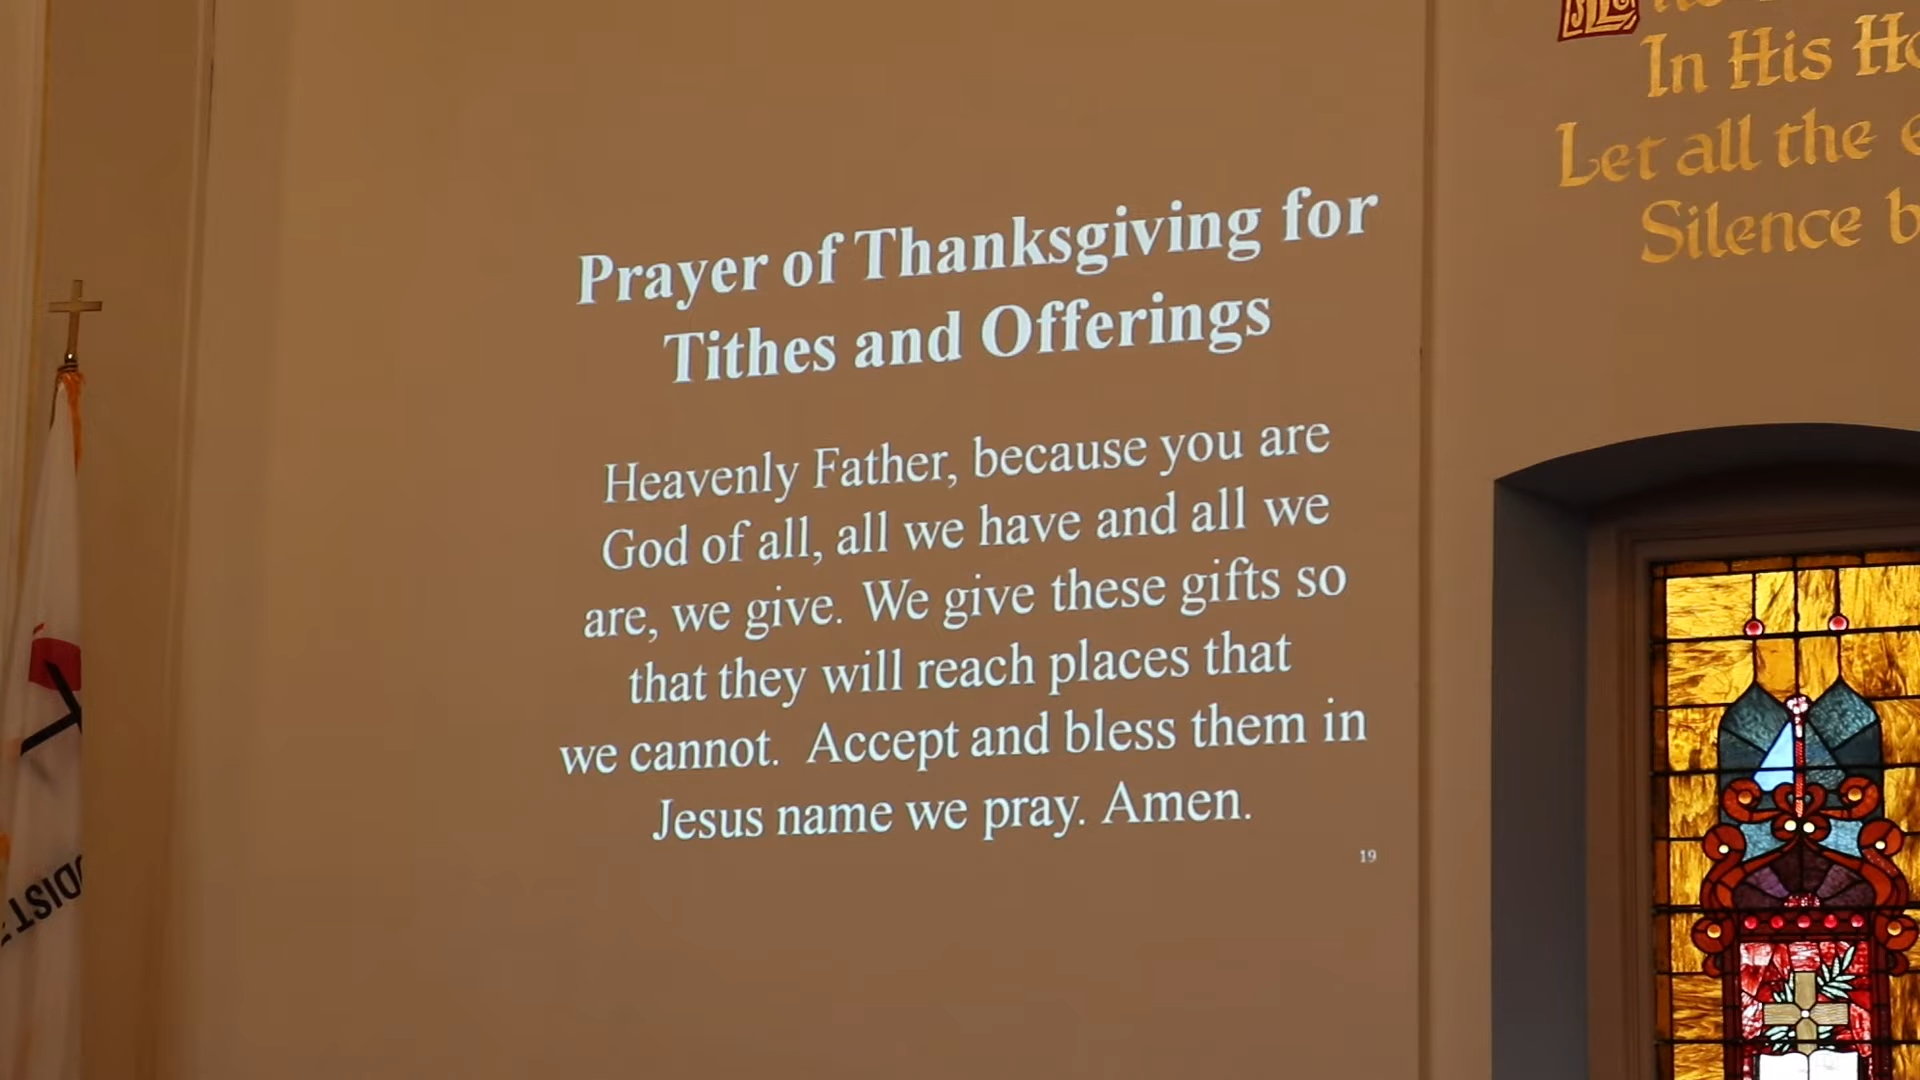 In His
Let all the
Silence
Prayer of Thanksgiving for
Tithes and Offerings
Heavenly Father, because you are
God of all, all we have and all we
are, we give. We give these gifts so
that they will reach places that
we cannot.  Accept and bless them in
Jesus name we pray. Amen.
19